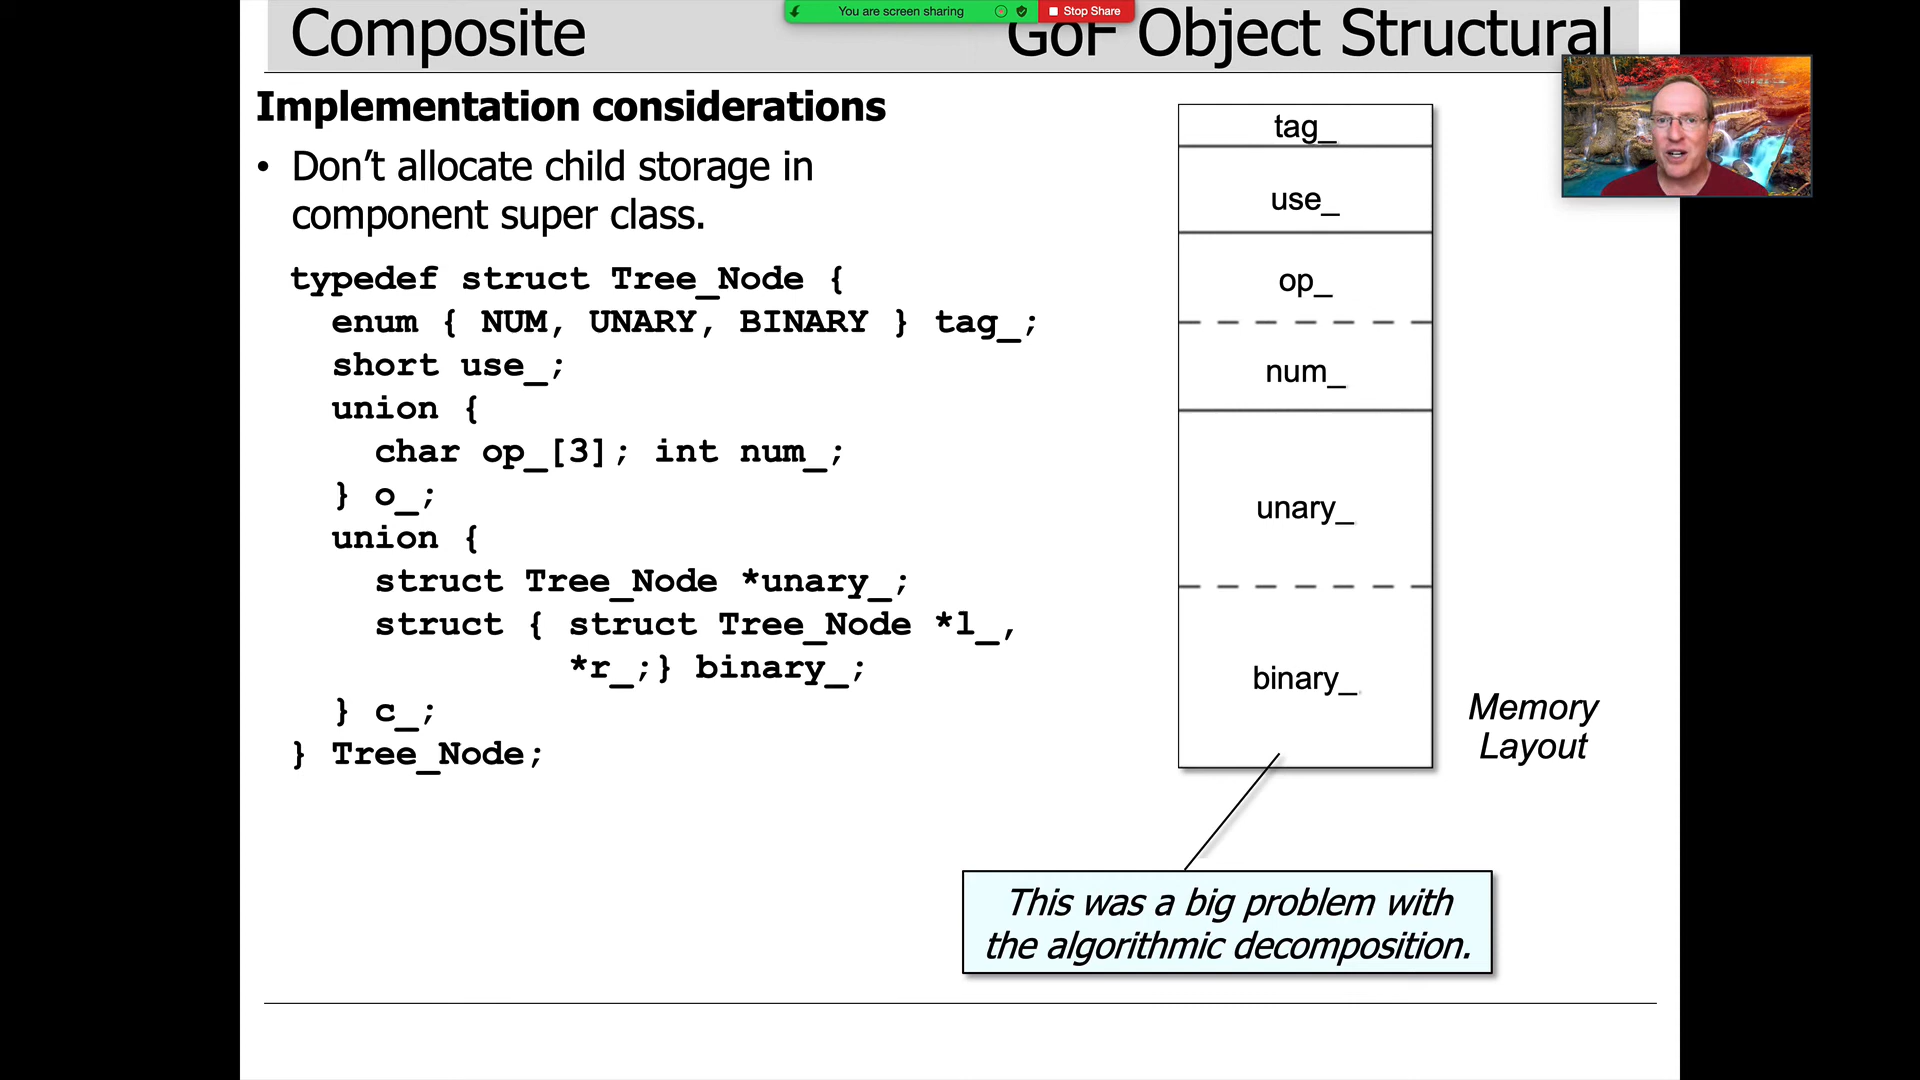 You are screen sharing
Stop Share
Composite
GoF Object Structural
Implementation considerations
• Don’t allocate child storage in
component super class.
typedef struct Tree_Node {
enum { NUM, UNARY, BINARY } tag_;
short use_;
union {
char op_[3]; int num_;
} o_;
union {
struct Tree_Node *unary_;
struct { struct Tree_Node *l_,
*r_;} binary_;
} c_;
} Tree_Node;
tag_
use_
op_
num_
unary_
binary_
Memory
Layout
This was a big problem with
the algorithmic decomposition.